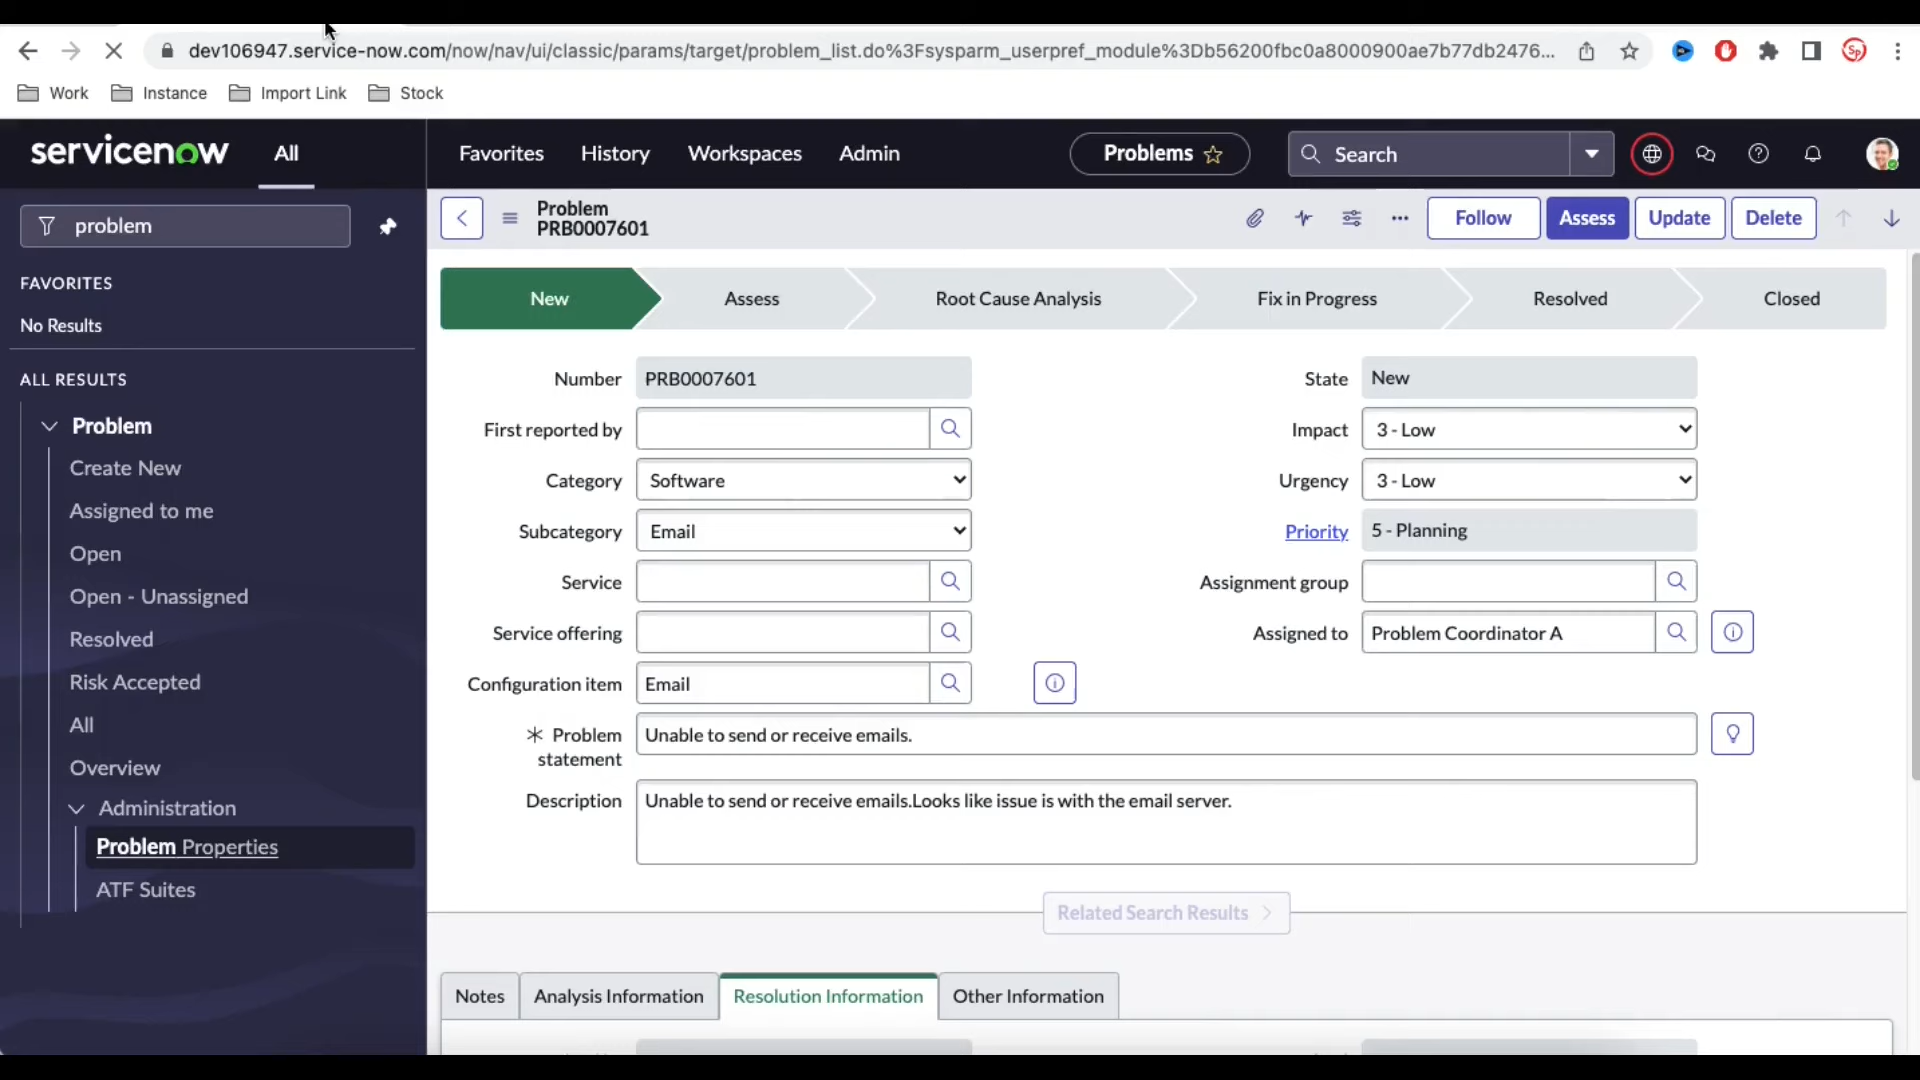 dev106947.service-now.com/now/nav/ui/classic/params/target/problem_list.do%3Fsysparm_userpref_module%3Db56200fbc0a8000900ae7b77db2476...
Sp
Work Instance Import Link Stock
servicenow All Favorites History Workspaces Admin Problems Search
problem
FAVORITES
No Results
ALL RESULTS
Problem
Create New
Assigned to me
Open
Open - Unassigned
Resolved
Risk Accepted
All
Overview
Administration
Problem Properties
ATF Suites
Problem
PRB0007601
Follow Assess Update Delete
New Assess Root Cause Analysis Fix in Progress Resolved Closed
Number PRB0007601
First reported by
Category Software
Subcategory Email
Service
Service offering
Configuration item Email
State New
Impact 3 - Low
Urgency 3 - Low
Priority 5 - Planning
Assignment group
Assigned to Problem Coordinator A
Problem statement Unable to send or receive emails.
Description Unable to send or receive emails.Looks like issue is with the email server.
Related Search Results
Notes Analysis Information Resolution Information Other Information